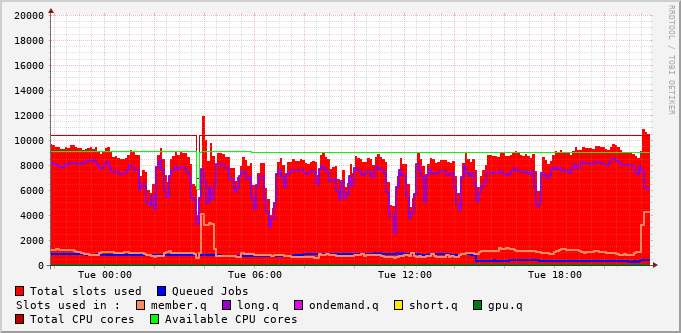 RRDTOOL / TOBI OETIKER
20000
18000
16000
14000
12000
10000
8000
6000
4000
2000
0
Tue 00:00 Tue 06:00 Tue 12:00 Tue 18:00
Total slots used Queued Jobs
Slots used in : member.q long.q ondemand.q short.q gpu.q
Total CPU cores Available CPU cores